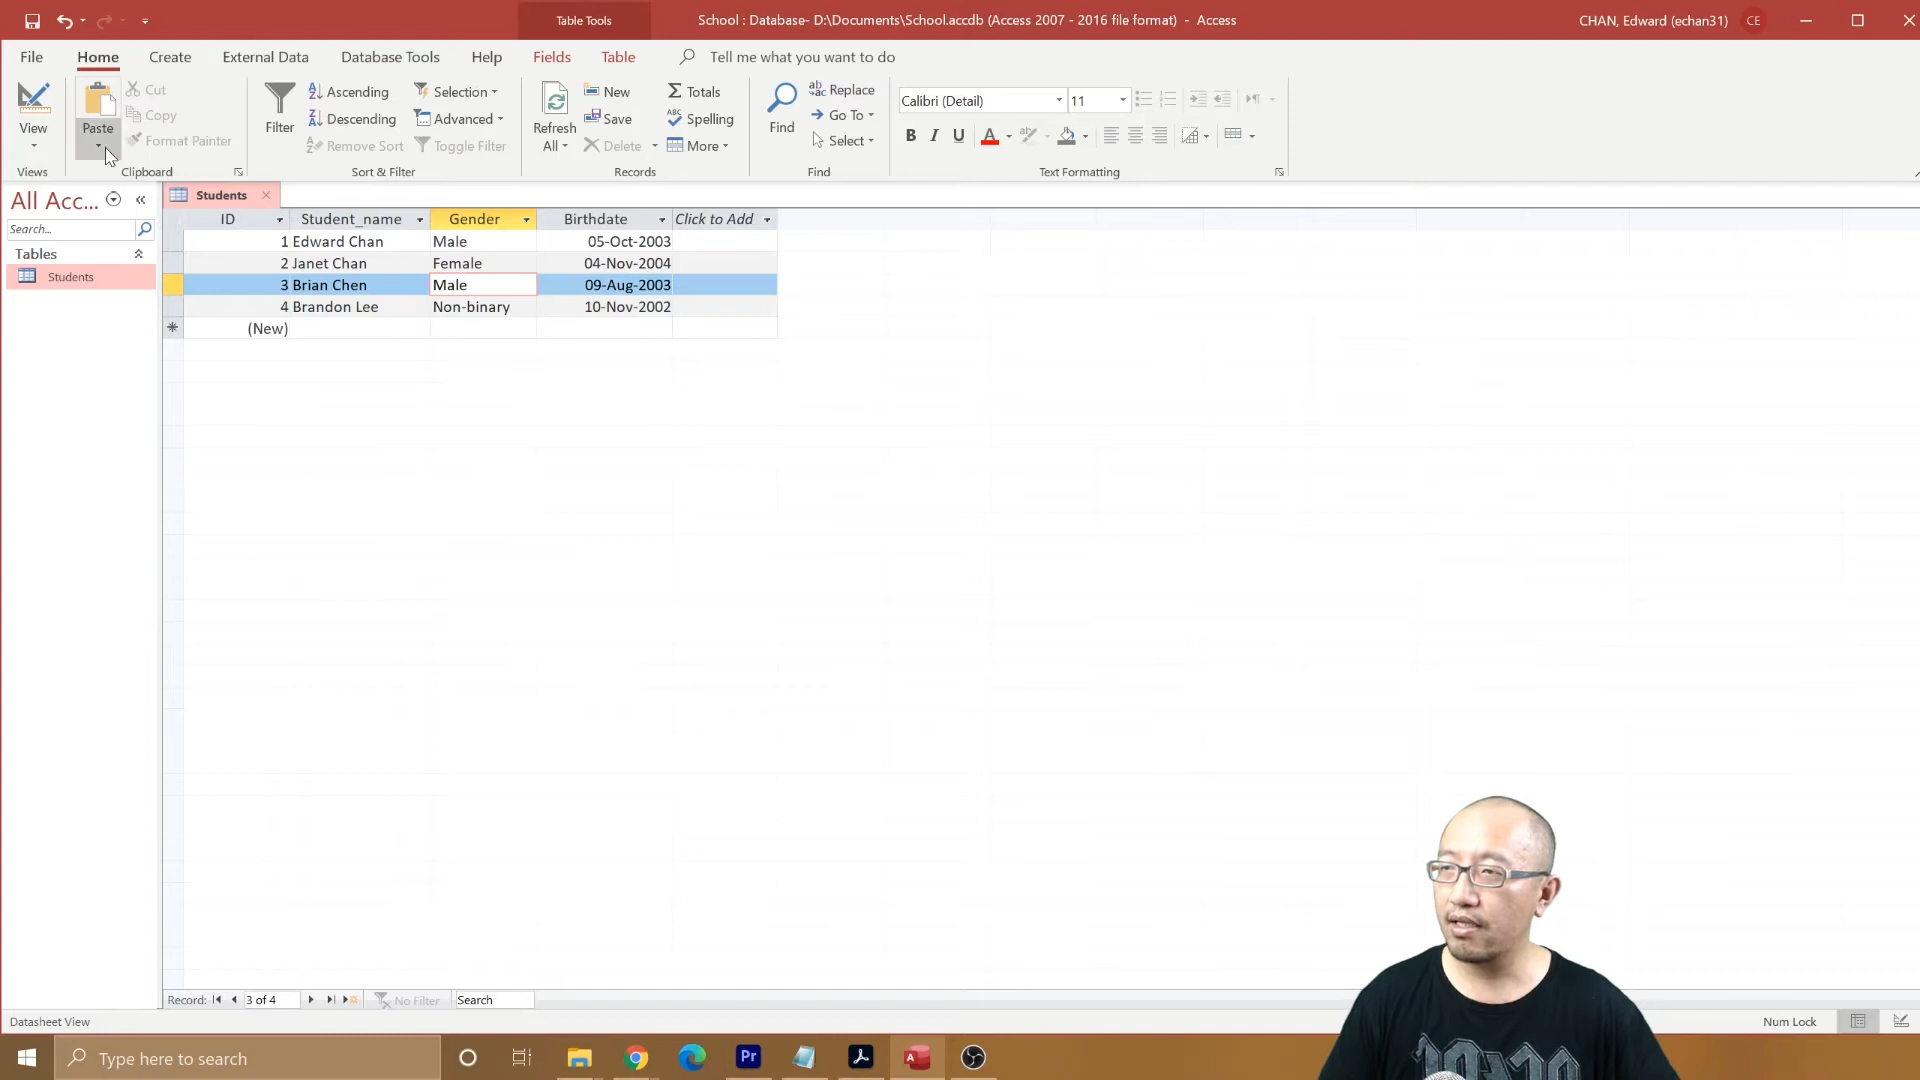 Table Tools
School : Database- D:\Documents\School.accdb (Access 2007 - 2016 file format) - Access
CHAN, Edward (echan31)
CE
File Home Create External Data Database Tools Help Fields Table Tell me what you want to do
View
Views
Paste
Cut
Copy
Format Painter
Clipboard
Filter
Ascending
Descending
Remove Sort
Selection
Advanced
Toggle Filter
Sort & Filter
Refresh
All
New
Save
Delete
Totals
Spelling
More
Records
Find
Replace
Go To
Select
Find
Calibri (Detail)
11
B I U
Text Formatting
All Acc...
Search...
Tables
Students
Students
ID Student_name Gender Birthdate Click to Add
1 Edward Chan Male 05-Oct-2003
2 Janet Chan Female 04-Nov-2004
3 Brian Chen Male 09-Aug-2003
4 Brandon Lee Non-binary 10-Nov-2002
(New)
Record: 3 of 4 No Filter Search
Datasheet View
Num Lock
Type here to search
Pr